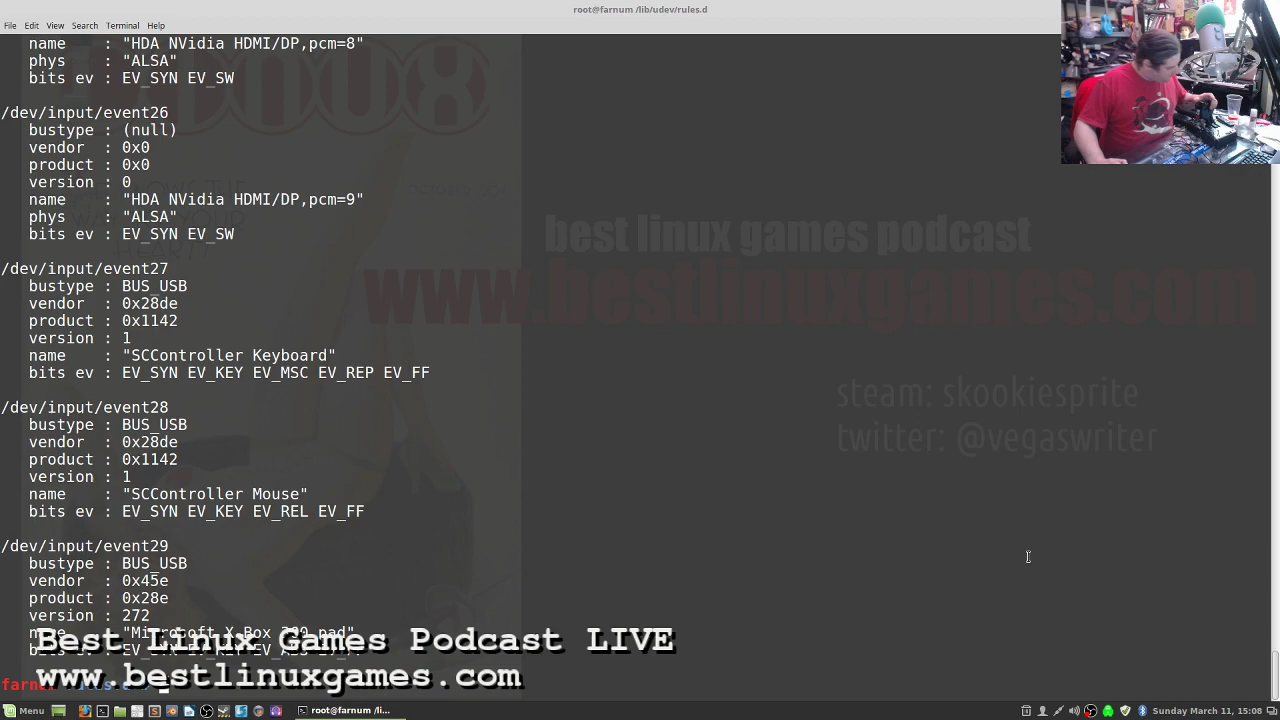 root@farnum /lib/udev/rules.d
File Edit View Search Terminal Help
name : "HDA NVidia HDMI/DP,pcm=8"
phys : "ALSA"
bits ev : EV_SYN EV_SW
/dev/input/event26
bustype : (null)
vendor : 0x0
product : 0x0
version : 0
name : "HDA NVidia HDMI/DP,pcm=9"
phys : "ALSA"
bits ev : EV_SYN EV_SW
/dev/input/event27
bustype : BUS_USB
vendor : 0x28de
product : 0x1142
version : 1
name : "SCController Keyboard"
bits ev : EV_SYN EV_KEY EV_MSC EV_REP EV_FF
/dev/input/event28
bustype : BUS_USB
vendor : 0x28de
product : 0x1142
version : 1
name : "SCController Mouse"
bits ev : EV_SYN EV_KEY EV_REL EV_FF
/dev/input/event29
bustype : BUS_USB
vendor : 0x45e
product : 0x28e
version : 272
best linux games podcast
www.bestlinuxgames.com
steam: skookiesprite
twitter: @vegaswriter
Best Linux Games Podcast LIVE
www.bestlinuxgames.com
Menu
root@farnum /li...
Sunday March 11, 15:08